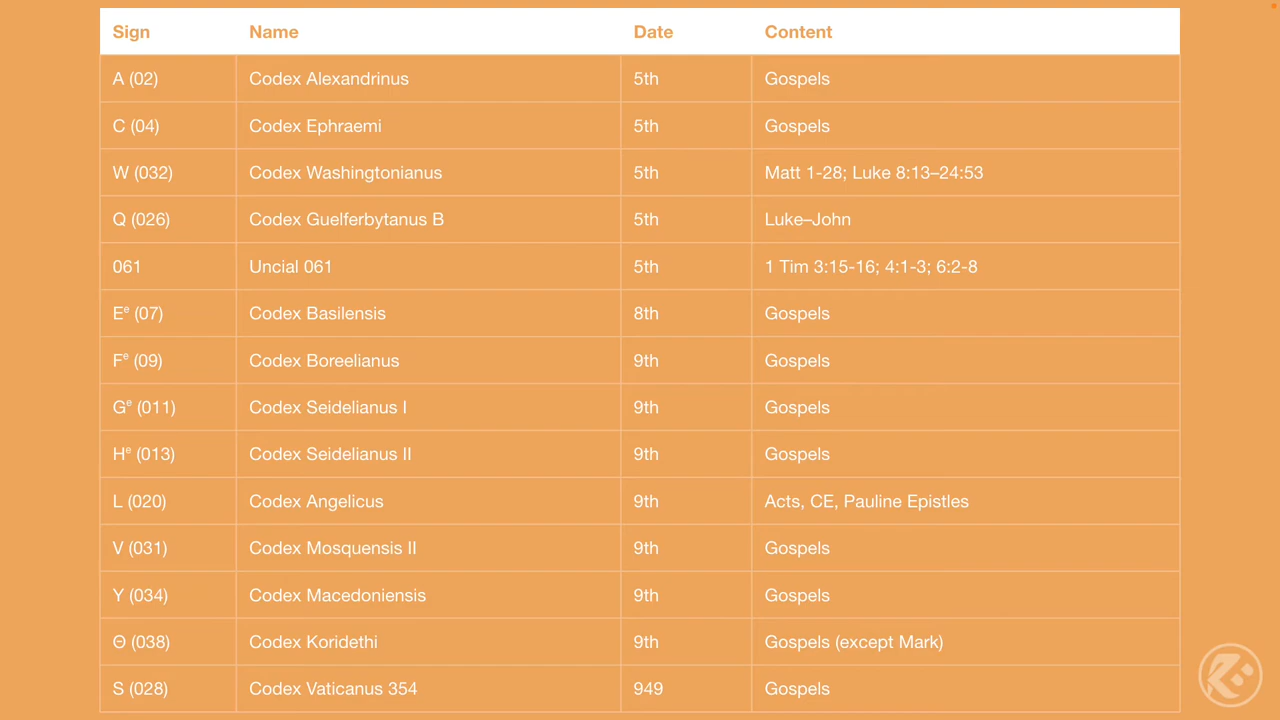 Sign Name Date Content
A (02) Codex Alexandrinus 5th Gospels
C (04) Codex Ephraemi 5th Gospels
W (032) Codex Washingtonianus 5th Matt 1-28; Luke 8:13–24:53
Q (026) Codex Guelferbytanus B 5th Luke–John
061 Uncial 061 5th 1 Tim 3:15-16; 4:1-3; 6:2-8
Eᵉ (07) Codex Basilensis 8th Gospels
Fᵉ (09) Codex Boreelianus 9th Gospels
Gᵉ (011) Codex Seidelianus I 9th Gospels
Hᵉ (013) Codex Seidelianus II 9th Gospels
L (020) Codex Angelicus 9th Acts, CE, Pauline Epistles
V (031) Codex Mosquensis II 9th Gospels
Y (034) Codex Macedoniensis 9th Gospels
Θ (038) Codex Koridethi 9th Gospels (except Mark)
S (028) Codex Vaticanus 354 949 Gospels